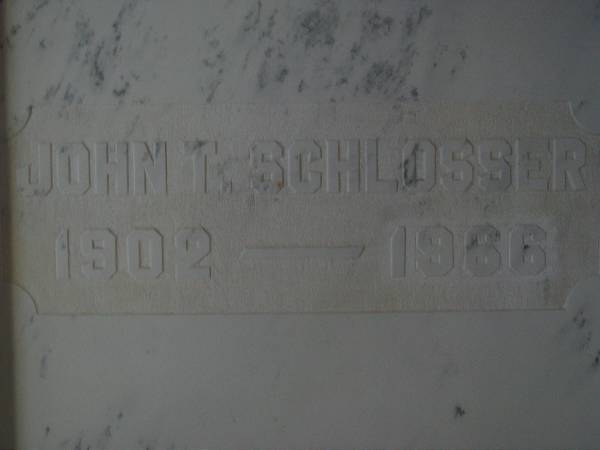 JOHN T. SCHLOSSER
1902 — 1966